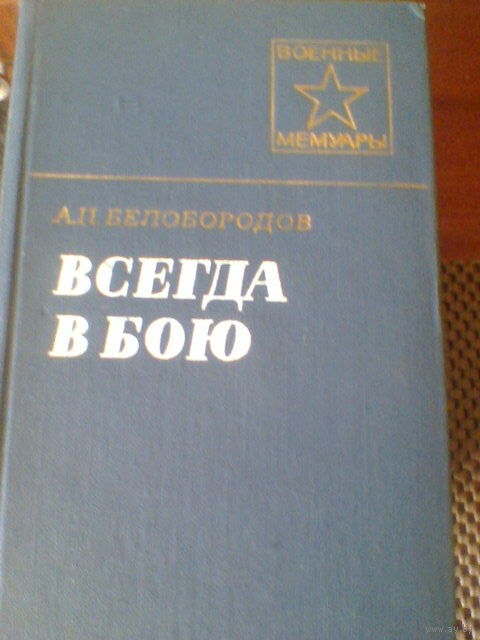 ВОЕННЫЕ
МЕМУАРЫ
А.П. БЕЛОБОРОДОВ
ВСЕГДА
В БОЮ